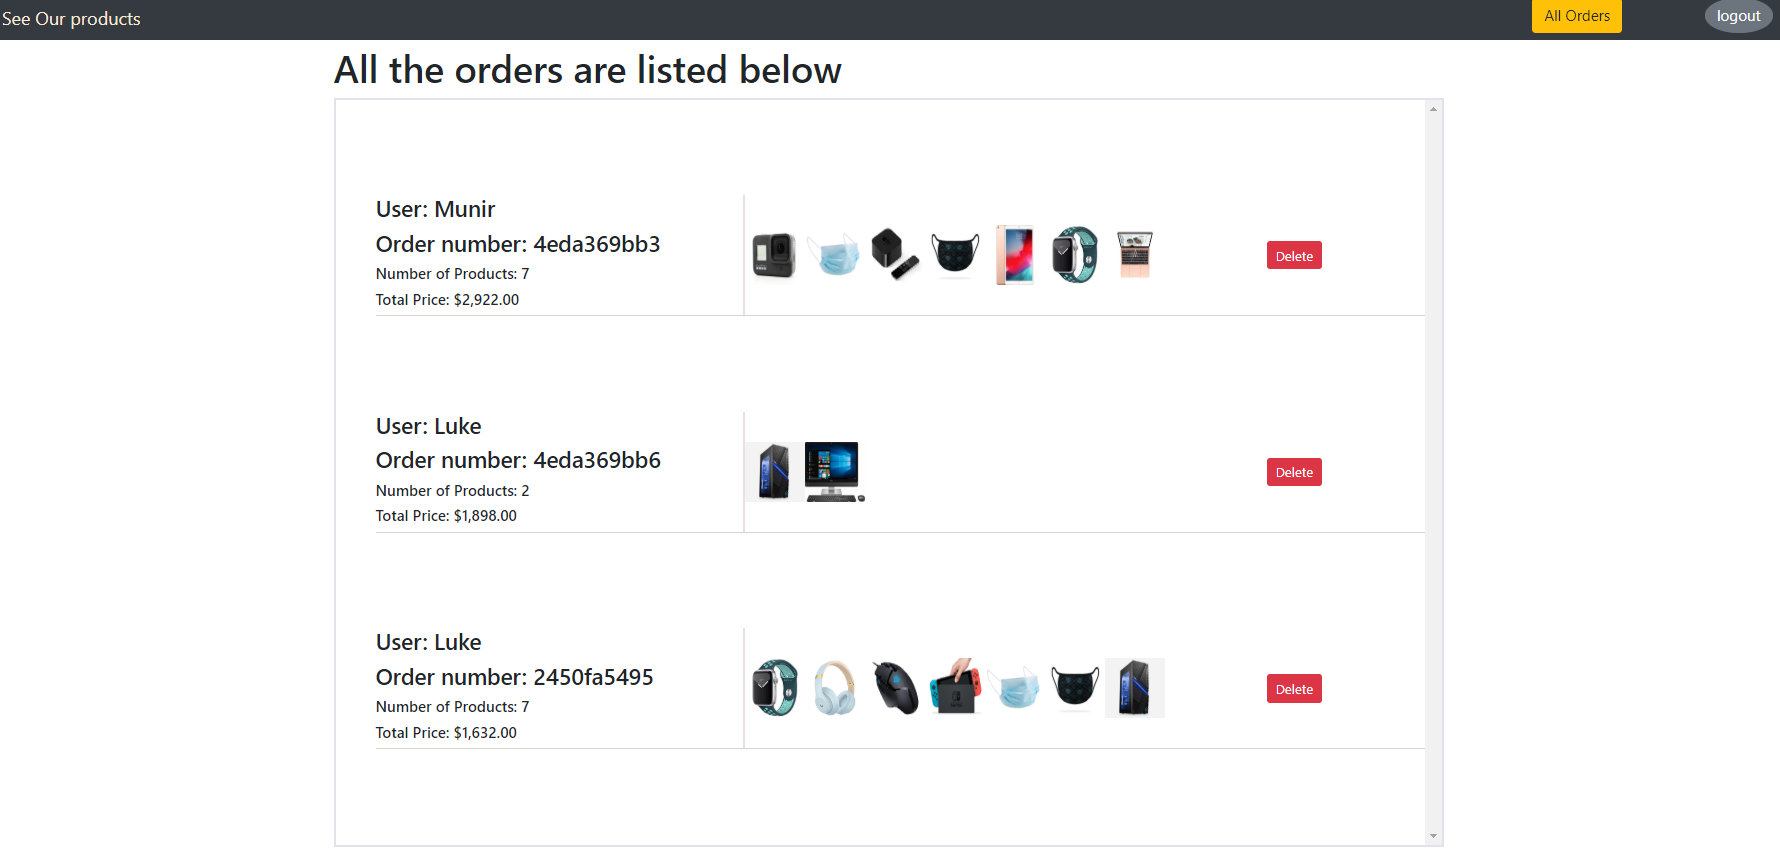 See Our products
All Orders
logout
All the orders are listed below
User: Munir
Order number: 4eda369bb3
Number of Products: 7
Total Price: $2,922.00
Delete
User: Luke
Order number: 4eda369bb6
Number of Products: 2
Total Price: $1,898.00
Delete
User: Luke
Order number: 2450fa5495
Number of Products: 7
Total Price: $1,632.00
Delete